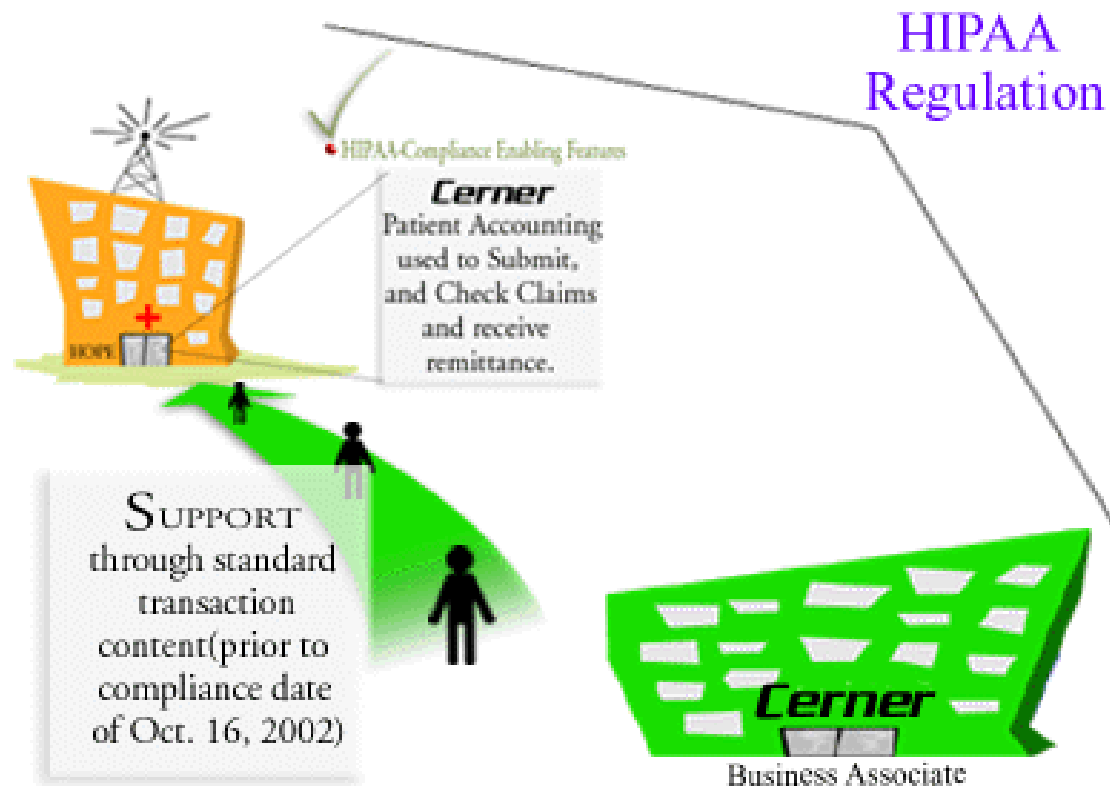 HIPAA
Regulation
HIPAA-Compliance Enabling Features
Cerner
Patient Accounting
used to Submit,
and Check Claims
and receive
remittance.
HOPE
SUPPORT
through standard
transaction
content(prior to
compliance date
of Oct. 16, 2002)
Cerner
Business Associate